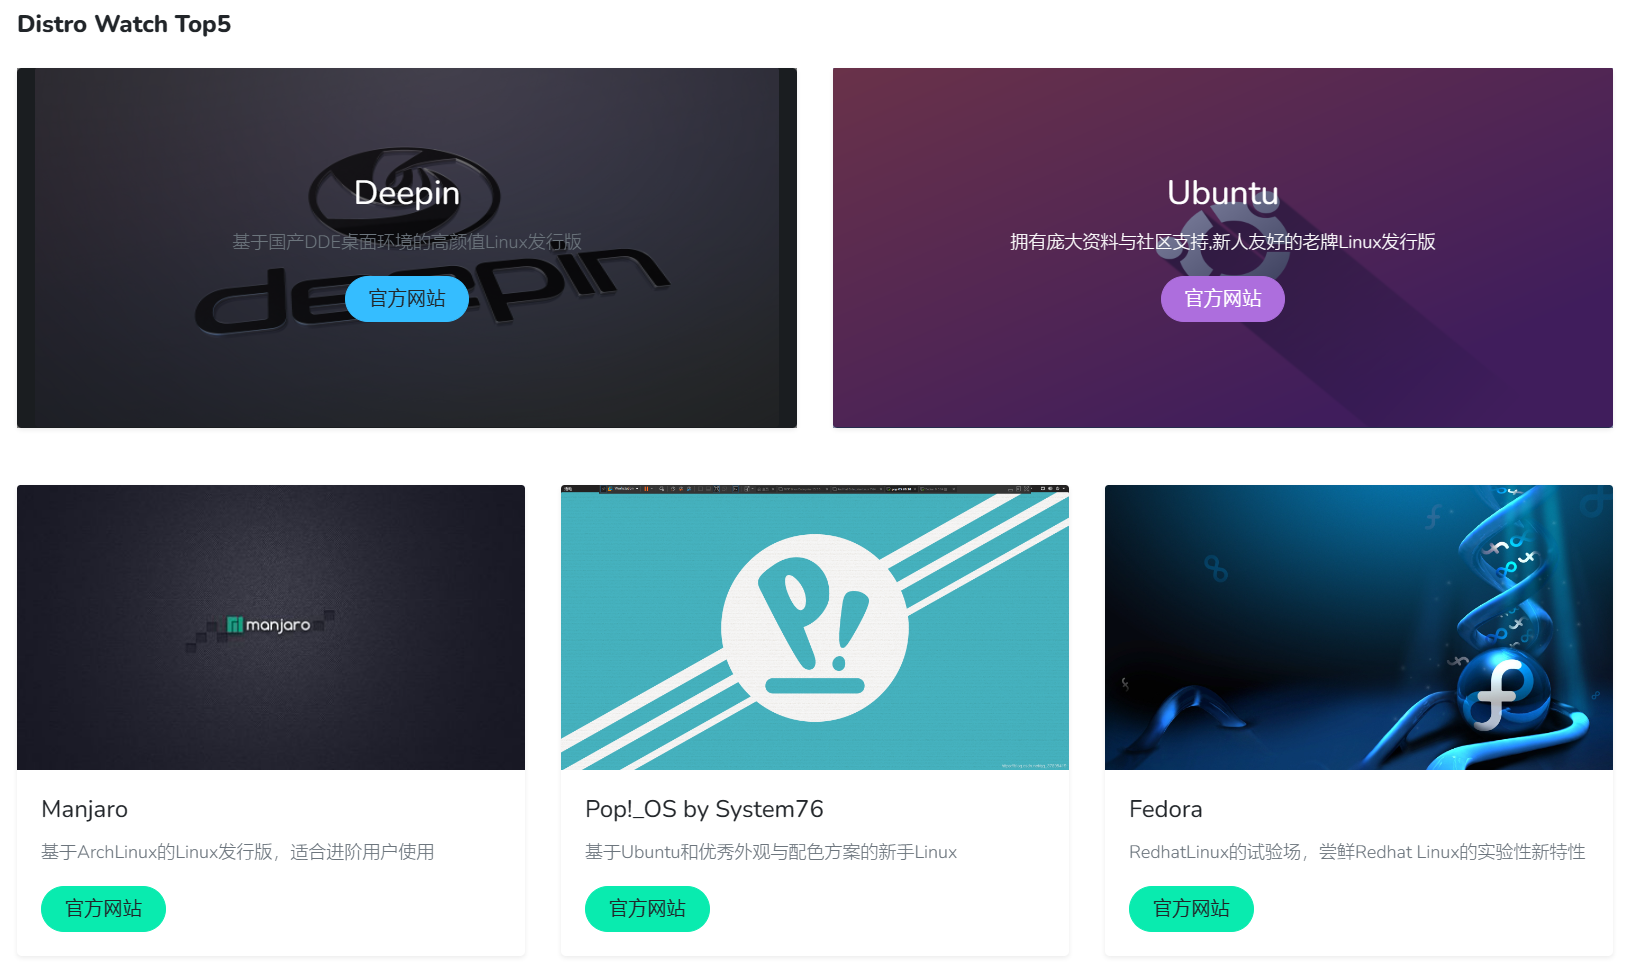 Distro Watch Top5
Deepin
基于国产DDE桌面环境的高颜值Linux发行版
deepin
官方网站
Ubuntu
拥有庞大资料与社区支持,新人友好的老牌Linux发行版
官方网站
manjaro
Manjaro
基于ArchLinux的Linux发行版，适合进阶用户使用
官方网站
P!
Pop!_OS by System76
基于Ubuntu和优秀外观与配色方案的新手Linux
官方网站
Fedora
RedhatLinux的试验场，尝鲜Redhat Linux的实验性新特性
官方网站